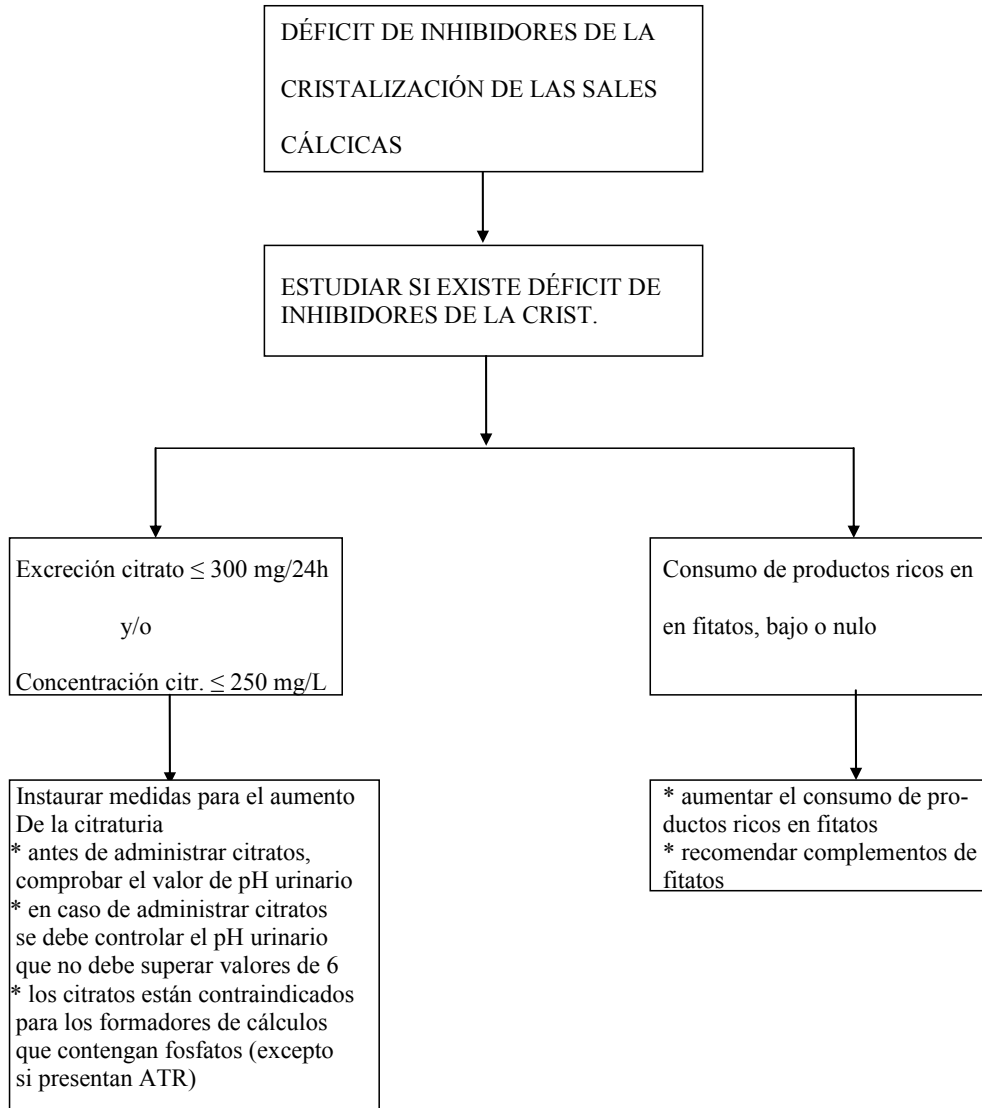 DÉFICIT DE INHIBIDORES DE LA
CRISTALIZACIÓN DE LAS SALES
CÁLCICAS
ESTUDIAR SI EXISTE DÉFICIT DE
INHIBIDORES DE LA CRIST.
Excreción citrato ≤ 300 mg/24h
y/o
Concentración citr. ≤ 250 mg/L
Consumo de productos ricos en
en fitatos, bajo o nulo
Instaurar medidas para el aumento
De la citraturia
* antes de administrar citratos,
comprobar el valor de pH urinario
* en caso de administrar citratos
se debe controlar el pH urinario
que no debe superar valores de 6
* los citratos están contraindicados
para los formadores de cálculos
que contengan fosfatos (excepto
si presentan ATR)
* aumentar el consumo de pro-
ductos ricos en fitatos
* recomendar complementos de
fitatos